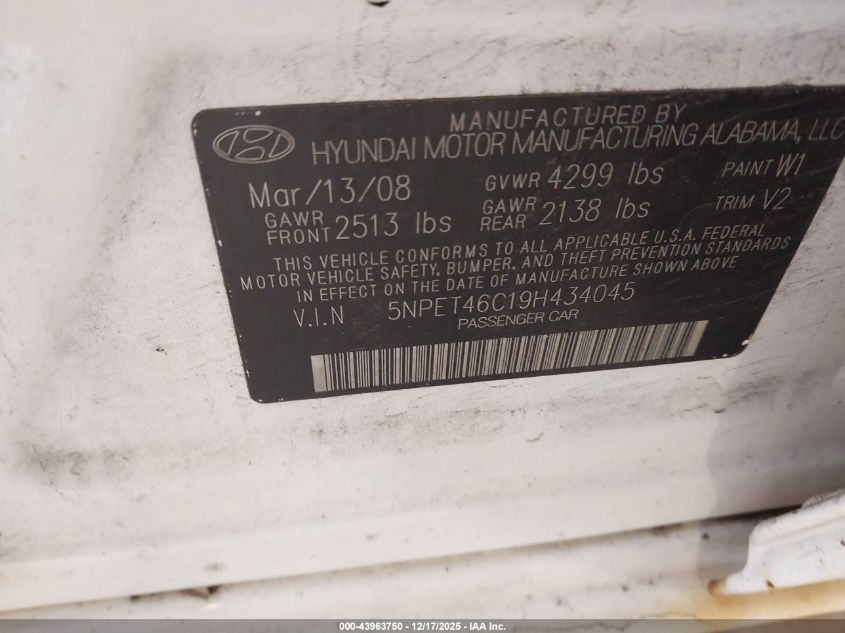 MANUFACTURED BY
HYUNDAI MOTOR MANUFACTURING ALABAMA, LLC
Mar/13/08 GVWR 4299 lbs PAINT W1
GAWR FRONT 2513 lbs GAWR REAR 2138 lbs TRIM V2
THIS VEHICLE CONFORMS TO ALL APPLICABLE U.S.A. FEDERAL
MOTOR VEHICLE SAFETY, BUMPER, AND THEFT PREVENTION STANDARDS
IN EFFECT ON THE DATE OF MANUFACTURE SHOWN ABOVE
V.I.N 5NPET46C19H434045
PASSENGER CAR
000-43963750 - 12/17/2025 - IAA Inc.